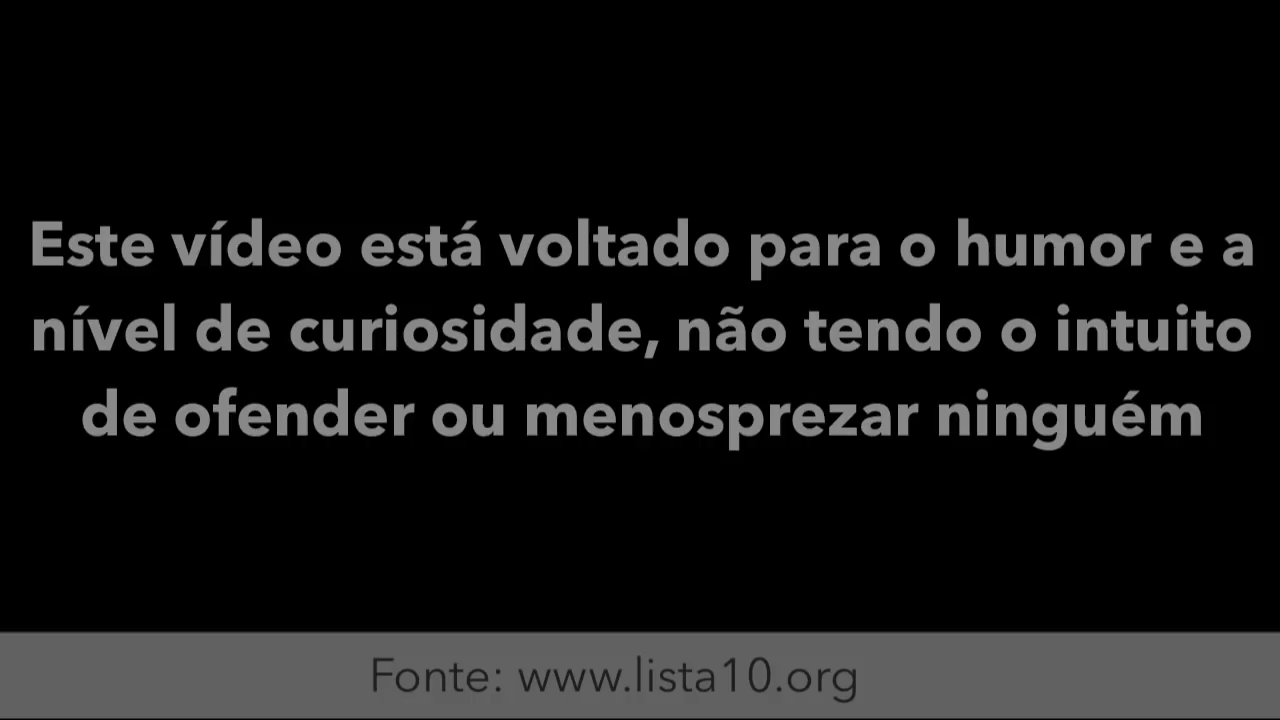 Este vídeo está voltado para o humor e a
nível de curiosidade, não tendo o intuito
de ofender ou menosprezar ninguém
Fonte: www.lista10.org